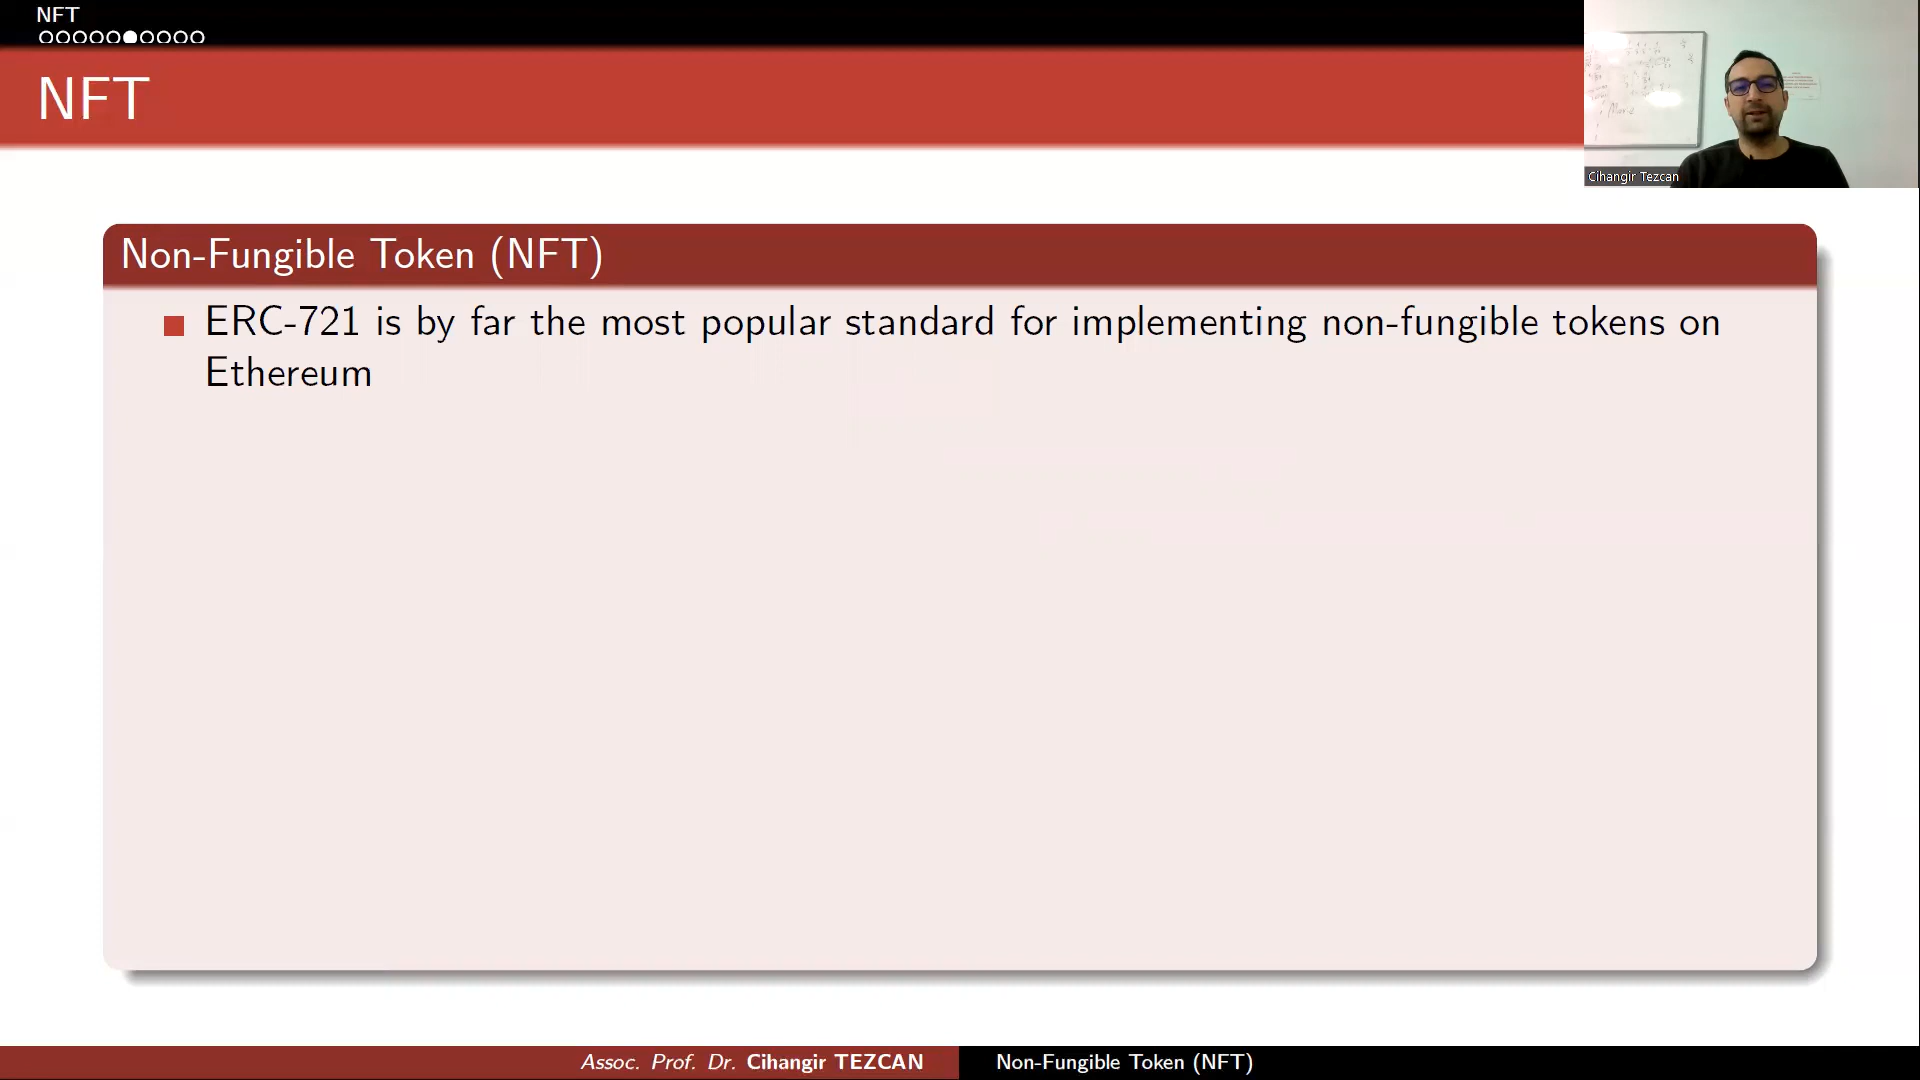 NFT
NFT
Cihangir Tezcan
Non-Fungible Token (NFT)
ERC-721 is by far the most popular standard for implementing non-fungible tokens on
Ethereum
Assoc. Prof. Dr. Cihangir TEZCAN
Non-Fungible Token (NFT)